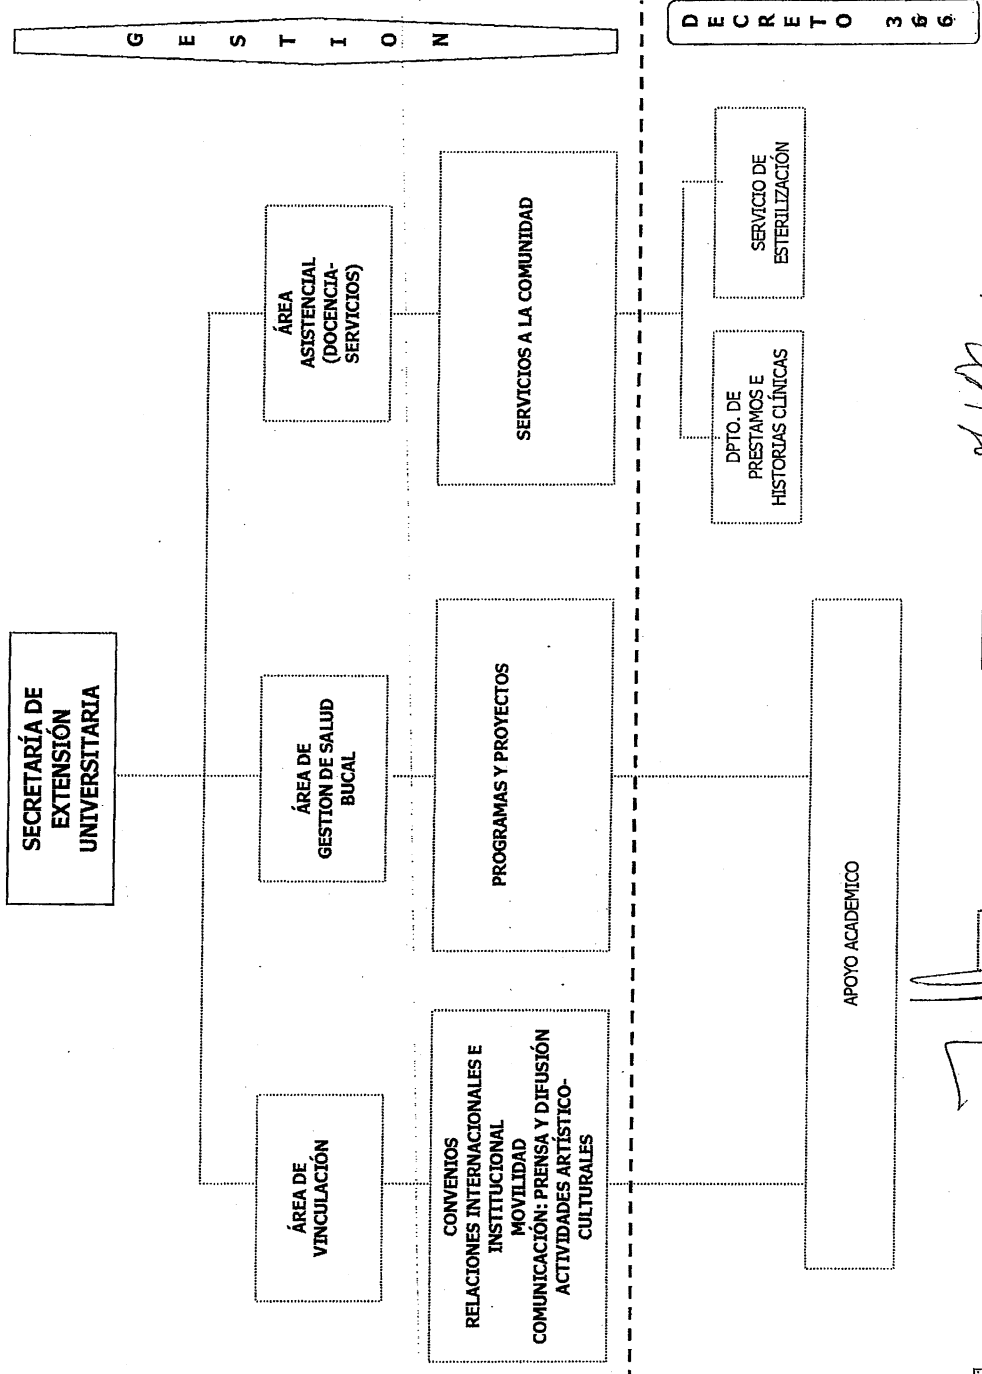 SECRETARÍA DE
EXTENSIÓN
UNIVERSITARIA
GESTION
ÁREA DE
VINCULACIÓN
ÁREA DE
GESTION DE SALUD
BUCAL
ÁREA
ASISTENCIAL
(DOCENCIA-
SERVICIOS)
CONVENIOS
RELACIONES INTERNACIONALES E
INSTITUCIONAL
MOVILIDAD
COMUNICACIÓN: PRENSA Y DIFUSIÓN
ACTIVIDADES ARTÍSTICO-
CULTURALES
PROGRAMAS Y PROYECTOS
SERVICIOS A LA COMUNIDAD
DECRETO 366
DPTO. DE
PRESTAMOS E
HISTORIAS CLÍNICAS
SERVICIO DE
ESTERILIZACIÓN
APOYO ACADEMICO